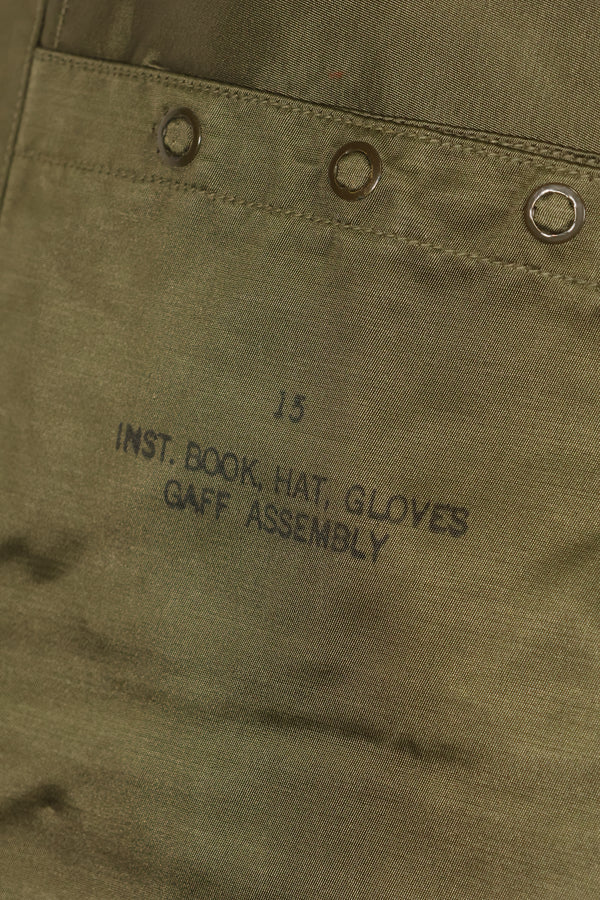 15
INST. BOOK, HAT, GLOVES
GAFF ASSEMBLY